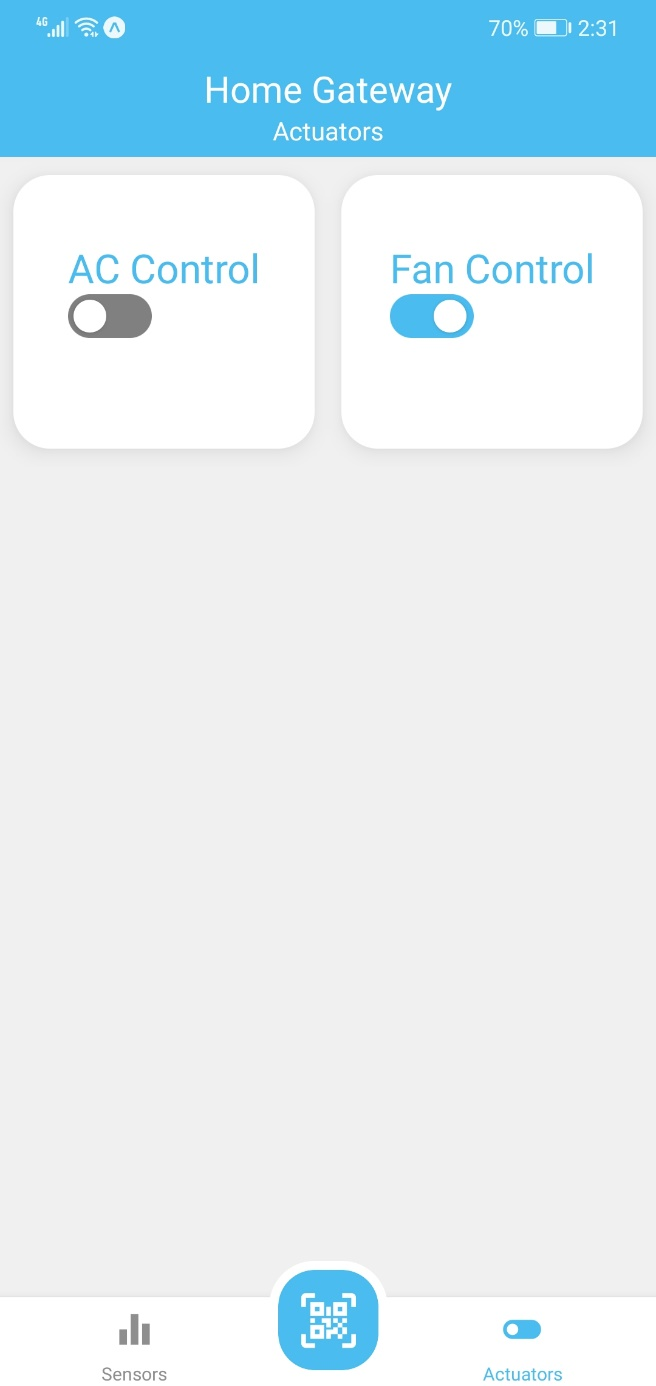 4G 70% 2:31
Home Gateway
Actuators
AC Control Fan Control
Sensors Actuators